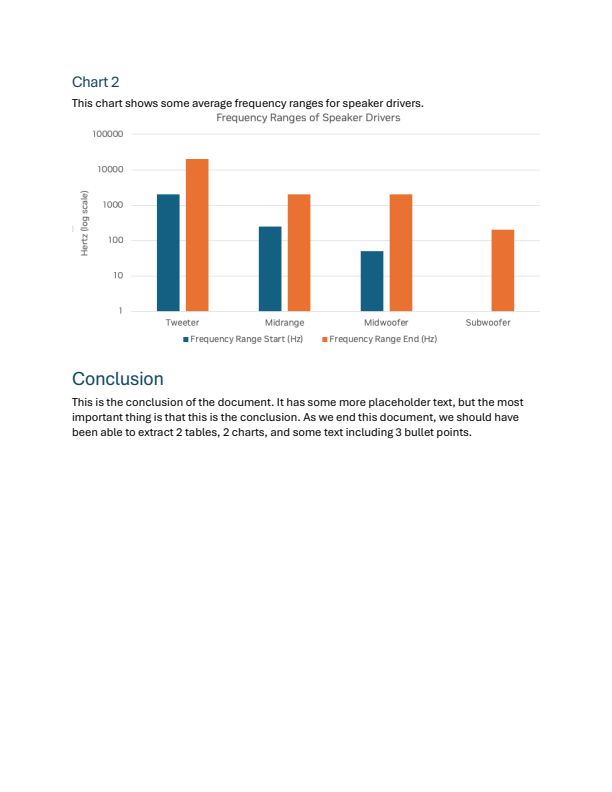 Chart 2
This chart shows some average frequency ranges for speaker drivers.
Frequency Ranges of Speaker Drivers
Hertz (log scale)
100000
10000
1000
100
10
1
Tweeter Midrange Midwoofer Subwoofer
Frequency Range Start (Hz) Frequency Range End (Hz)
Conclusion
This is the conclusion of the document. It has some more placeholder text, but the most
important thing is that this is the conclusion. As we end this document, we should have
been able to extract 2 tables, 2 charts, and some text including 3 bullet points.